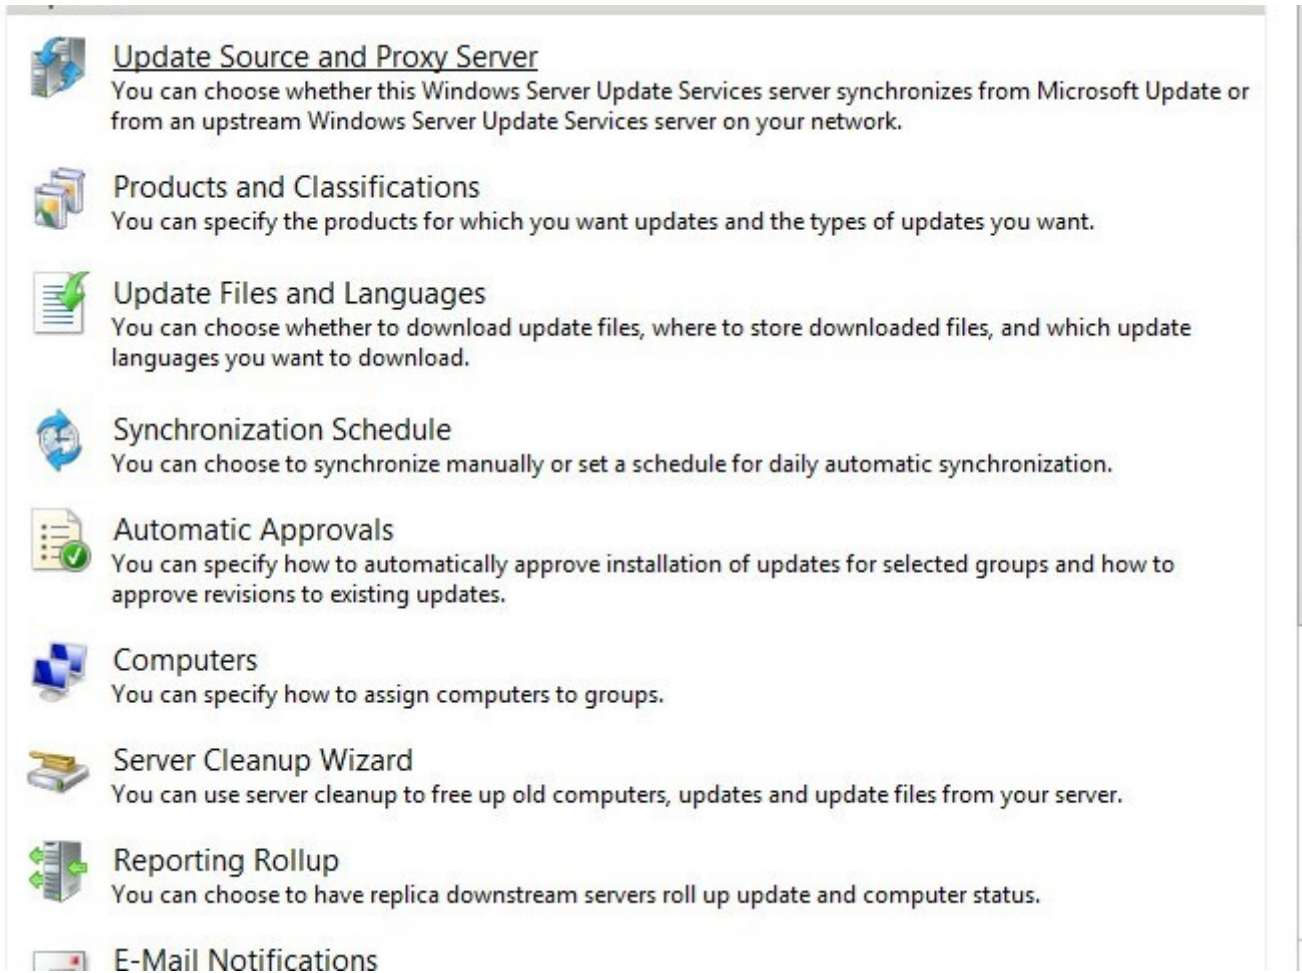 Update Source and Proxy Server
You can choose whether this Windows Server Update Services server synchronizes from Microsoft Update or
from an upstream Windows Server Update Services server on your network.
Products and Classifications
You can specify the products for which you want updates and the types of updates you want.
Update Files and Languages
You can choose whether to download update files, where to store downloaded files, and which update
languages you want to download.
Synchronization Schedule
You can choose to synchronize manually or set a schedule for daily automatic synchronization.
Automatic Approvals
You can specify how to automatically approve installation of updates for selected groups and how to
approve revisions to existing updates.
Computers
You can specify how to assign computers to groups.
Server Cleanup Wizard
You can use server cleanup to free up old computers, updates and update files from your server.
Reporting Rollup
You can choose to have replica downstream servers roll up update and computer status.
E-Mail Notifications